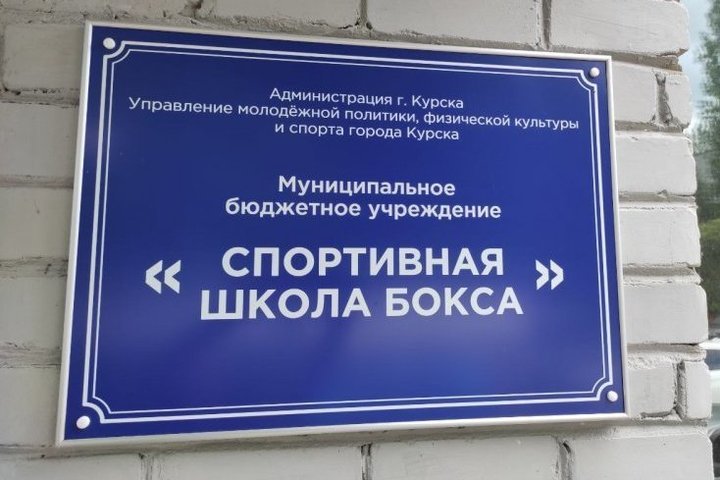 Администрация г. Курска
Управление молодёжной политики, физической культуры
и спорта города Курска
Муниципальное
бюджетное учреждение
« СПОРТИВНАЯ »
ШКОЛА БОКСА